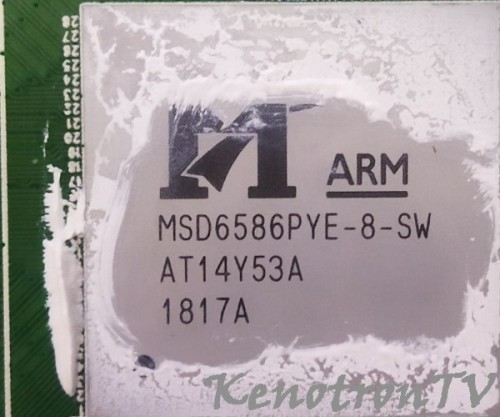 ARM
MSD6586PYE-8-SW
AT14Y53A
1817A
KenotronTV